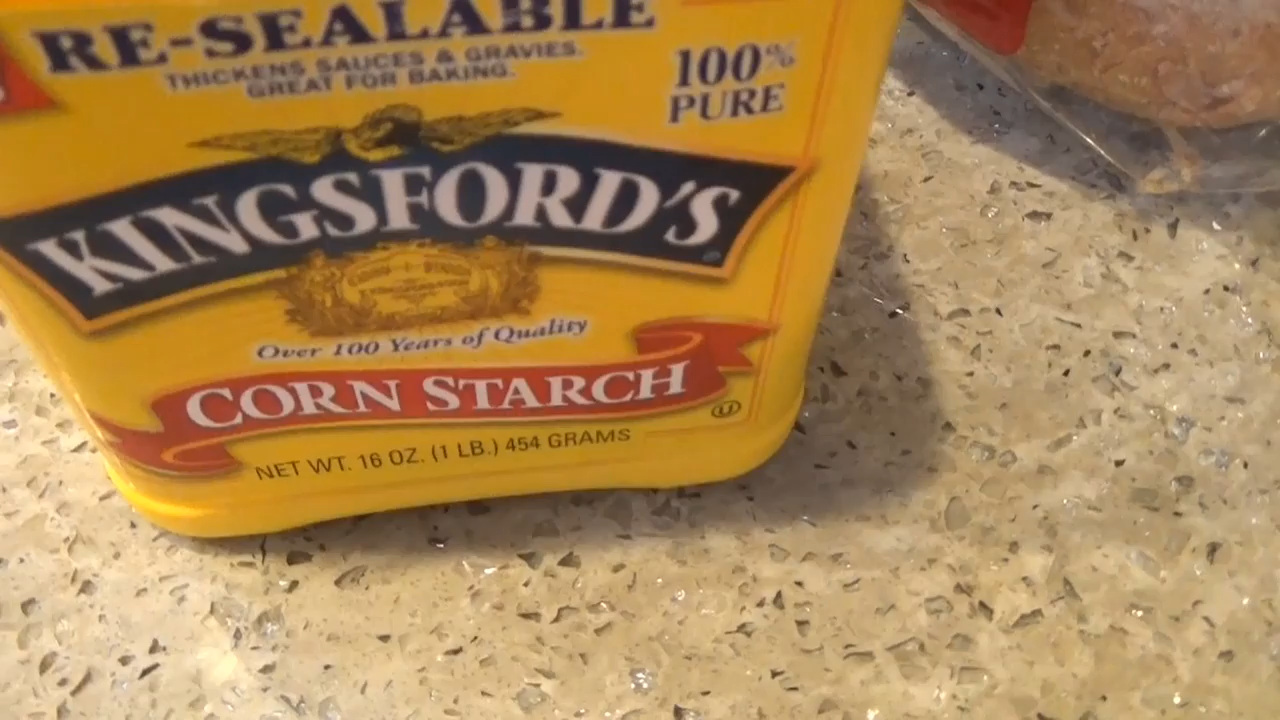 RE-SEALABLE
THICKENS SAUCES & GRAVIES.
GREAT FOR BAKING.
100%
PURE
KINGSFORD'S
Over 100 Years of Quality
CORN STARCH
U
NET WT. 16 OZ. (1 LB.) 454 GRAMS